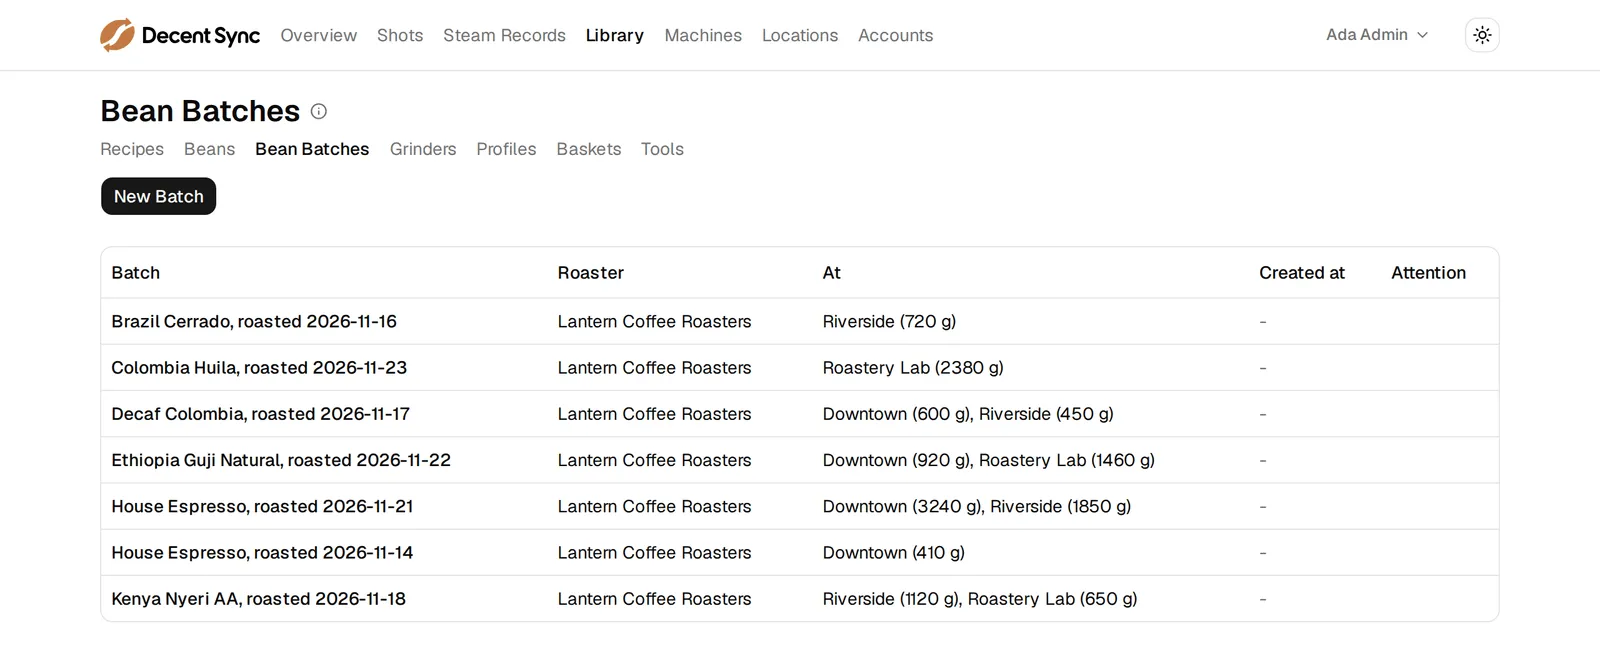 Decent Sync Overview Shots Steam Records Library Machines Locations Accounts Ada Admin
Bean Batches
Recipes Beans Bean Batches Grinders Profiles Baskets Tools
New Batch
Batch Roaster At Created at Attention
Brazil Cerrado, roasted 2026-11-16 Lantern Coffee Roasters Riverside (720 g) -
Colombia Huila, roasted 2026-11-23 Lantern Coffee Roasters Roastery Lab (2380 g) -
Decaf Colombia, roasted 2026-11-17 Lantern Coffee Roasters Downtown (600 g), Riverside (450 g) -
Ethiopia Guji Natural, roasted 2026-11-22 Lantern Coffee Roasters Downtown (920 g), Roastery Lab (1460 g) -
House Espresso, roasted 2026-11-21 Lantern Coffee Roasters Downtown (3240 g), Riverside (1850 g) -
House Espresso, roasted 2026-11-14 Lantern Coffee Roasters Downtown (410 g) -
Kenya Nyeri AA, roasted 2026-11-18 Lantern Coffee Roasters Riverside (1120 g), Roastery Lab (650 g) -